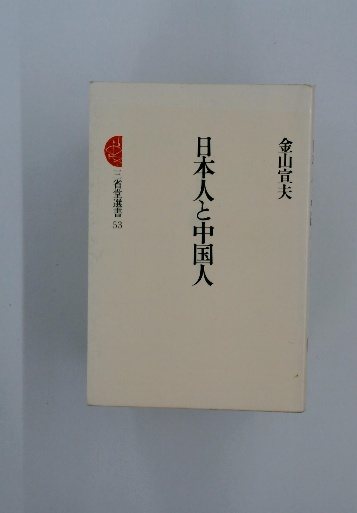 金山宣夫
日本人と中国人
三省堂選書 53